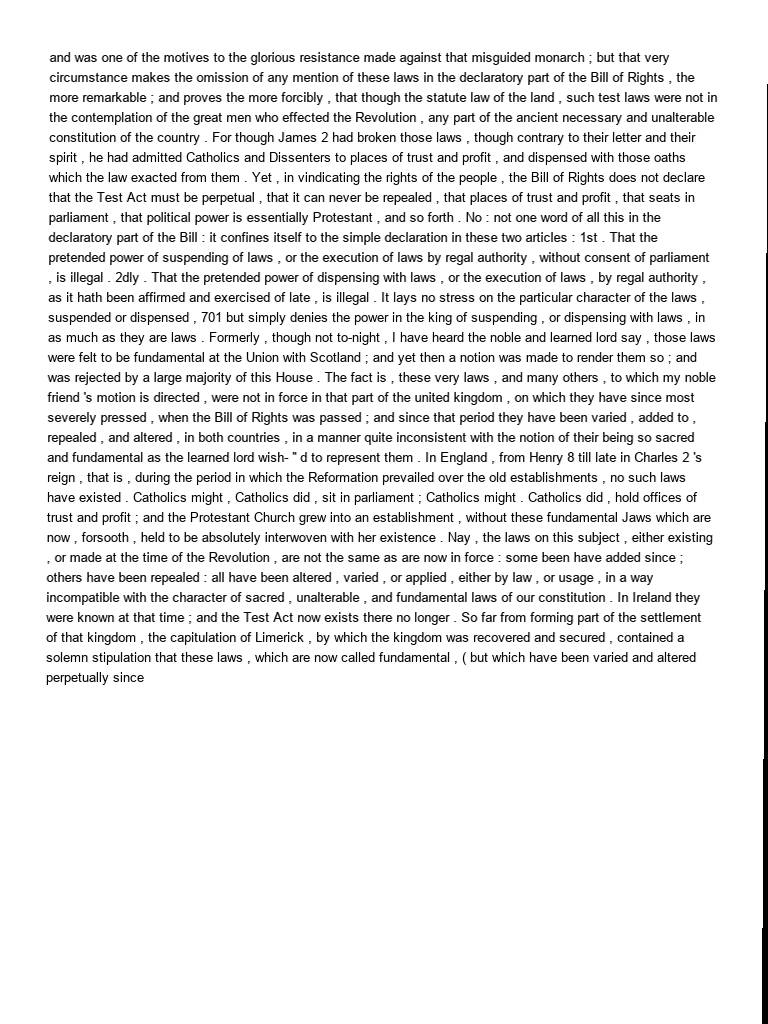 and was one of the motives to the glorious resistance made against that misguided monarch ; but that very
circumstance makes the omission of any mention of these laws in the declaratory part of the Bill of Rights , the
more remarkable ; and proves the more forcibly , that though the statute law of the land , such test laws were not in
the contemplation of the great men who effected the Revolution , any part of the ancient necessary and unalterable
constitution of the country . For though James 2 had broken those laws , though contrary to their letter and their
spirit , he had admitted Catholics and Dissenters to places of trust and profit , and dispensed with those oaths
which the law exacted from them . Yet , in vindicating the rights of the people , the Bill of Rights does not declare
that the Test Act must be perpetual , that it can never be repealed , that places of trust and profit , that seats in
parliament , that political power is essentially Protestant , and so forth . No : not one word of all this in the
declaratory part of the Bill : it confines itself to the simple declaration in these two articles : 1st . That the
pretended power of suspending of laws , or the execution of laws by regal authority , without consent of parliament
, is illegal . 2dly . That the pretended power of dispensing with laws , or the execution of laws , by regal authority ,
as it hath been affirmed and exercised of late , is illegal . It lays no stress on the particular character of the laws ,
suspended or dispensed , 701 but simply denies the power in the king of suspending , or dispensing with laws , in
as much as they are laws . Formerly , though not to-night , I have heard the noble and learned lord say , those laws
were felt to be fundamental at the Union with Scotland ; and yet then a notion was made to render them so ; and
was rejected by a large majority of this House . The fact is , these very laws , and many others , to which my noble
friend 's motion is directed , were not in force in that part of the united kingdom , on which they have since most
severely pressed , when the Bill of Rights was passed ; and since that period they have been varied , added to ,
repealed , and altered , in both countries , in a manner quite inconsistent with the notion of their being so sacred
and fundamental as the learned lord wish- " d to represent them . In England , from Henry 8 till late in Charles 2 's
reign , that is , during the period in which the Reformation prevailed over the old establishments , no such laws
have existed . Catholics might , Catholics did , sit in parliament ; Catholics might . Catholics did , hold offices of
trust and profit ; and the Protestant Church grew into an establishment , without these fundamental Jaws which are
now , forsooth , held to be absolutely interwoven with her existence . Nay , the laws on this subject , either existing
, or made at the time of the Revolution , are not the same as are now in force : some been have added since ;
others have been repealed : all have been altered , varied , or applied , either by law , or usage , in a way
incompatible with the character of sacred , unalterable , and fundamental laws of our constitution . In Ireland they
were known at that time ; and the Test Act now exists there no longer . So far from forming part of the settlement
of that kingdom , the capitulation of Limerick , by which the kingdom was recovered and secured , contained a
solemn stipulation that these laws , which are now called fundamental , ( but which have been varied and altered
perpetually since